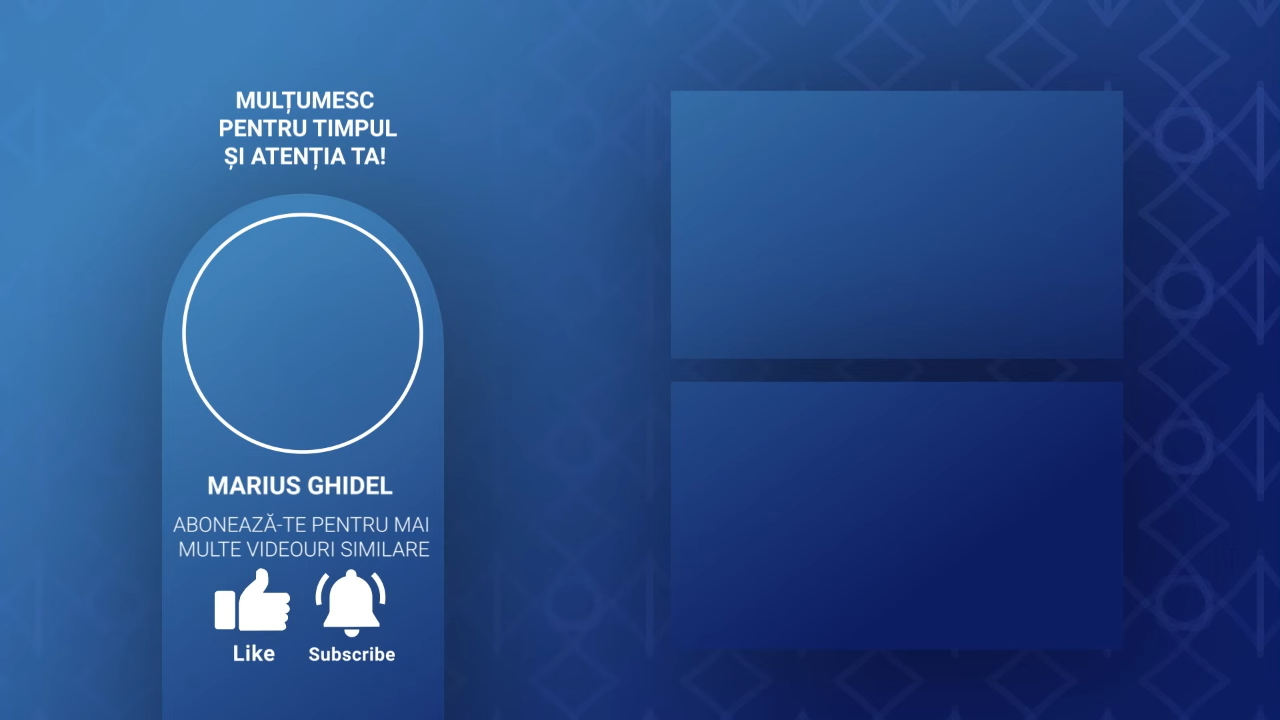 MULȚUMESC
PENTRU TIMPUL
ȘI ATENȚIA TA!
MARIUS GHIDEL
ABONEAZĂ-TE PENTRU MAI
MULTE VIDEOURI SIMILARE
Like
Subscribe